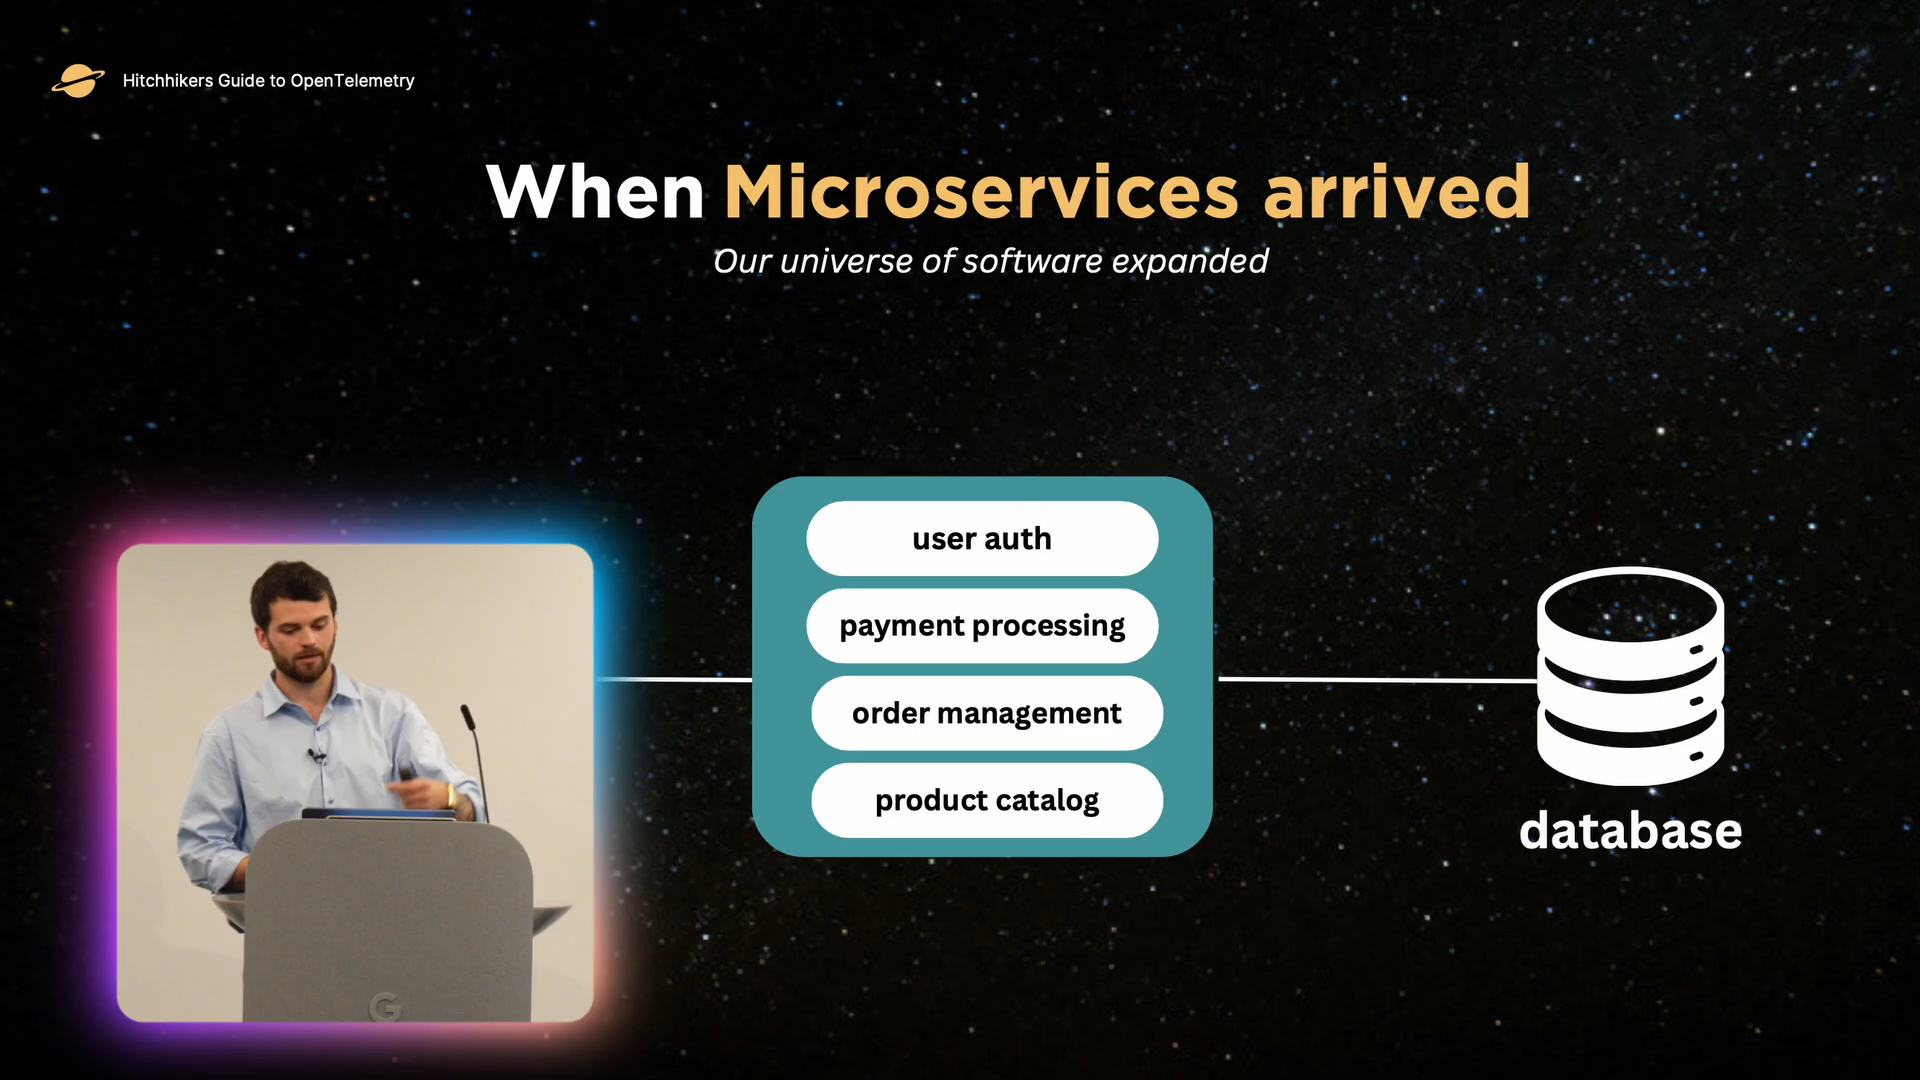 Hitchhikers Guide to OpenTelemetry
When Microservices arrived
Our universe of software expanded
user auth
payment processing
order management
product catalog
database
G